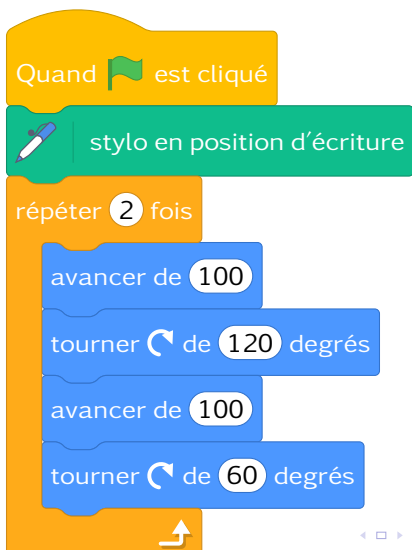 Quand est cliqué
stylo en position d'écriture
répéter 2 fois
avancer de 100
tourner de 120 degrés
avancer de 100
tourner de 60 degrés